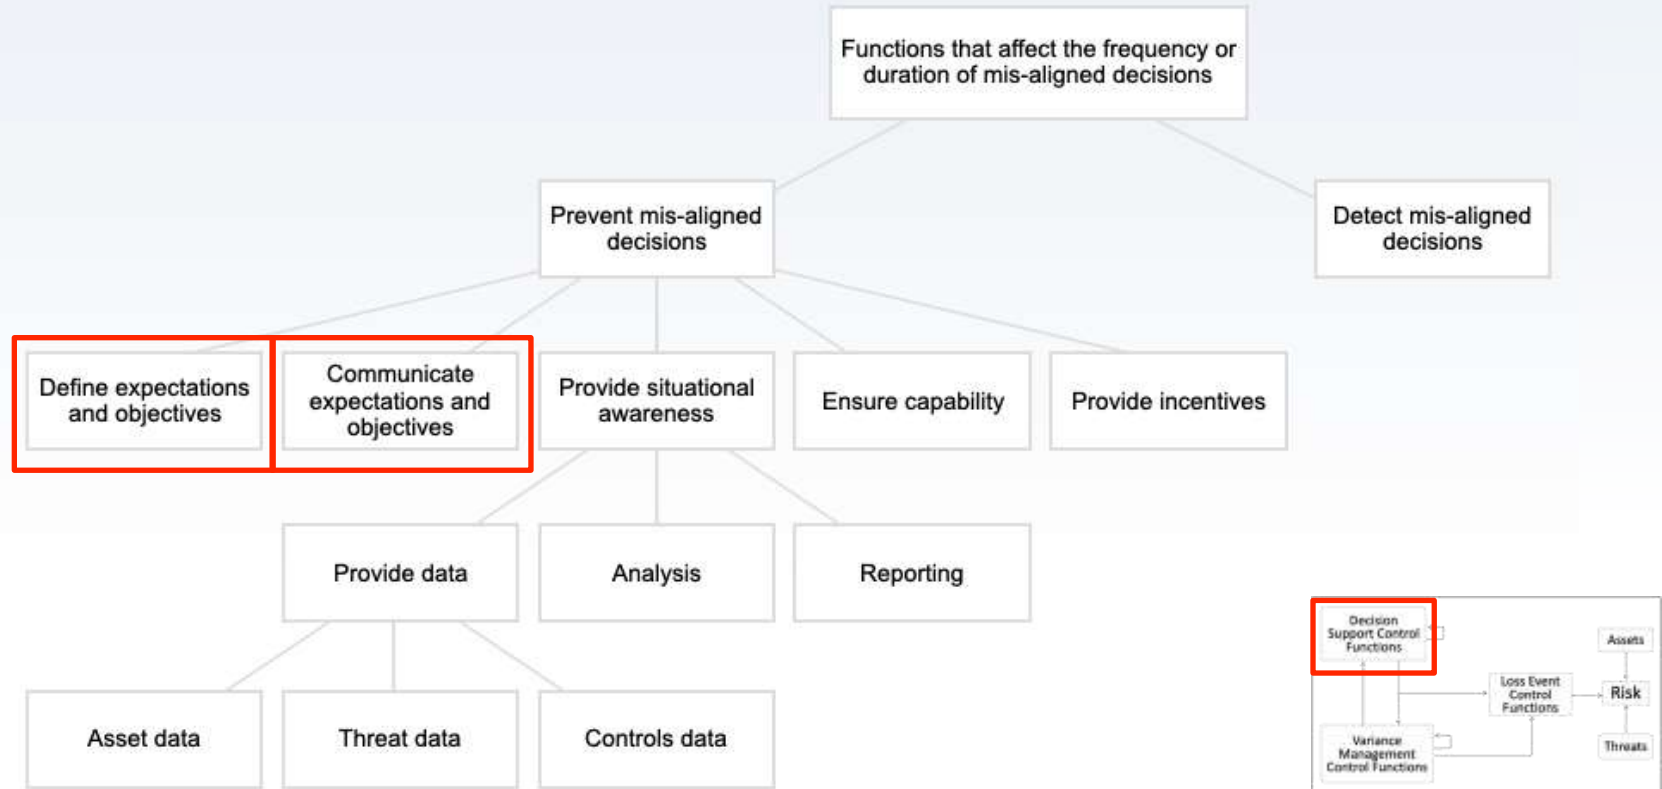 Functions that affect the frequency or
duration of mis-aligned decisions
Prevent mis-aligned
decisions
Detect mis-aligned
decisions
Define expectations
and objectives
Communicate
expectations and
objectives
Provide situational
awareness
Ensure capability
Provide incentives
Provide data
Analysis
Reporting
Asset data
Threat data
Controls data
Decision
Support Control
Functions
Assets
Loss Event
Control
Functions
Risk
Variance
Management
Control Functions
Threats